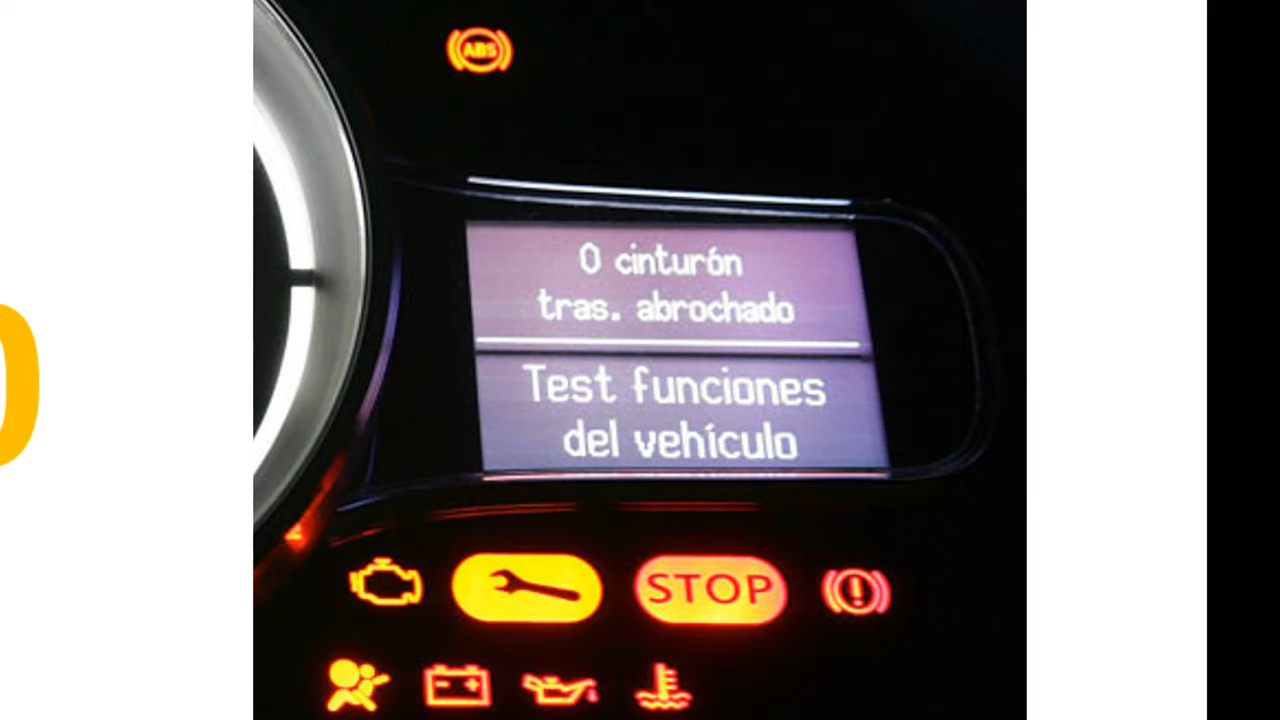 ABS
0 cinturón
tras. abrochado
Test funciones
del vehículo
STOP